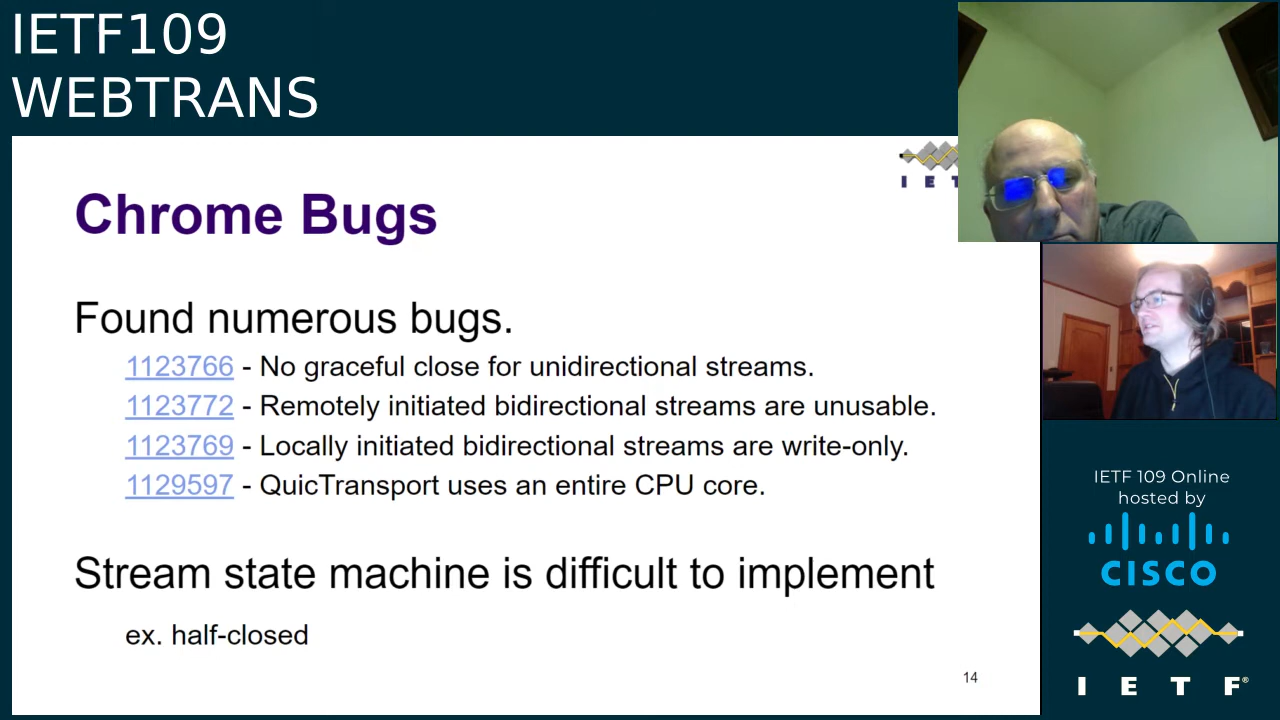 IETF109
WEBTRANS
I E T
Chrome Bugs
Found numerous bugs.
1123766 - No graceful close for unidirectional streams.
1123772 - Remotely initiated bidirectional streams are unusable.
1123769 - Locally initiated bidirectional streams are write-only.
1129597 - QuicTransport uses an entire CPU core.
Stream state machine is difficult to implement
ex. half-closed
14
IETF 109 Online
hosted by
CISCO
I E T F®